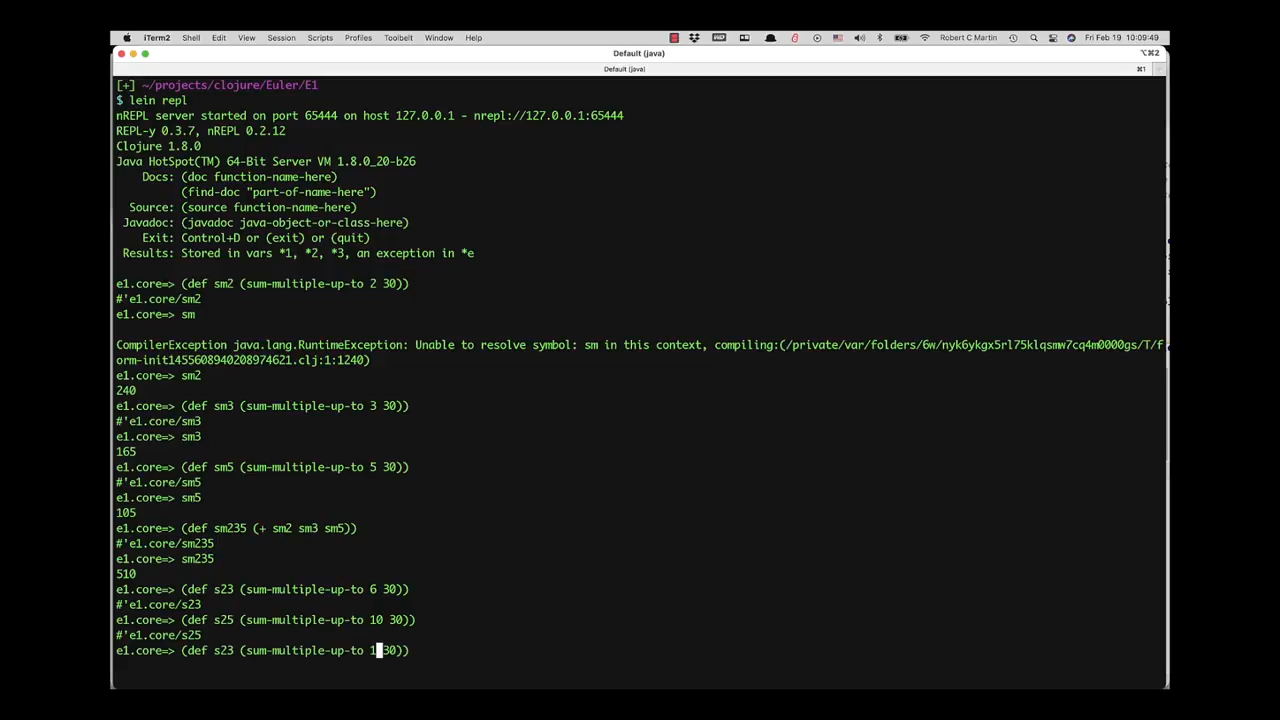 iTerm2 Shell Edit View Session Scripts Profiles Toolbelt Window Help Robert C Martin Fri Feb 19 10:09:49
Default (java) ⌥⌘2
Default (java) ⌘1
[+] ~/projects/clojure/Euler/E1
$ lein repl
nREPL server started on port 65444 on host 127.0.0.1 - nrepl://127.0.0.1:65444
REPL-y 0.3.7, nREPL 0.2.12
Clojure 1.8.0
Java HotSpot(TM) 64-Bit Server VM 1.8.0_20-b26
Docs: (doc function-name-here)
(find-doc "part-of-name-here")
Source: (source function-name-here)
Javadoc: (javadoc java-object-or-class-here)
Exit: Control+D or (exit) or (quit)
Results: Stored in vars *1, *2, *3, an exception in *e
e1.core=> (def sm2 (sum-multiple-up-to 2 30))
#'e1.core/sm2
e1.core=> sm
CompilerException java.lang.RuntimeException: Unable to resolve symbol: sm in this context, compiling:(/private/var/folders/6w/nyk6ykgx5rl75klqsmw7cq4m0000gs/T/f
orm-init1455608940208974621.clj:1:1240)
e1.core=> sm2
240
e1.core=> (def sm3 (sum-multiple-up-to 3 30))
#'e1.core/sm3
e1.core=> sm3
165
e1.core=> (def sm5 (sum-multiple-up-to 5 30))
#'e1.core/sm5
e1.core=> sm5
105
e1.core=> (def sm235 (+ sm2 sm3 sm5))
#'e1.core/sm235
e1.core=> sm235
510
e1.core=> (def s23 (sum-multiple-up-to 6 30))
#'e1.core/s23
e1.core=> (def s25 (sum-multiple-up-to 10 30))
#'e1.core/s25
e1.core=> (def s23 (sum-multiple-up-to 1 30))